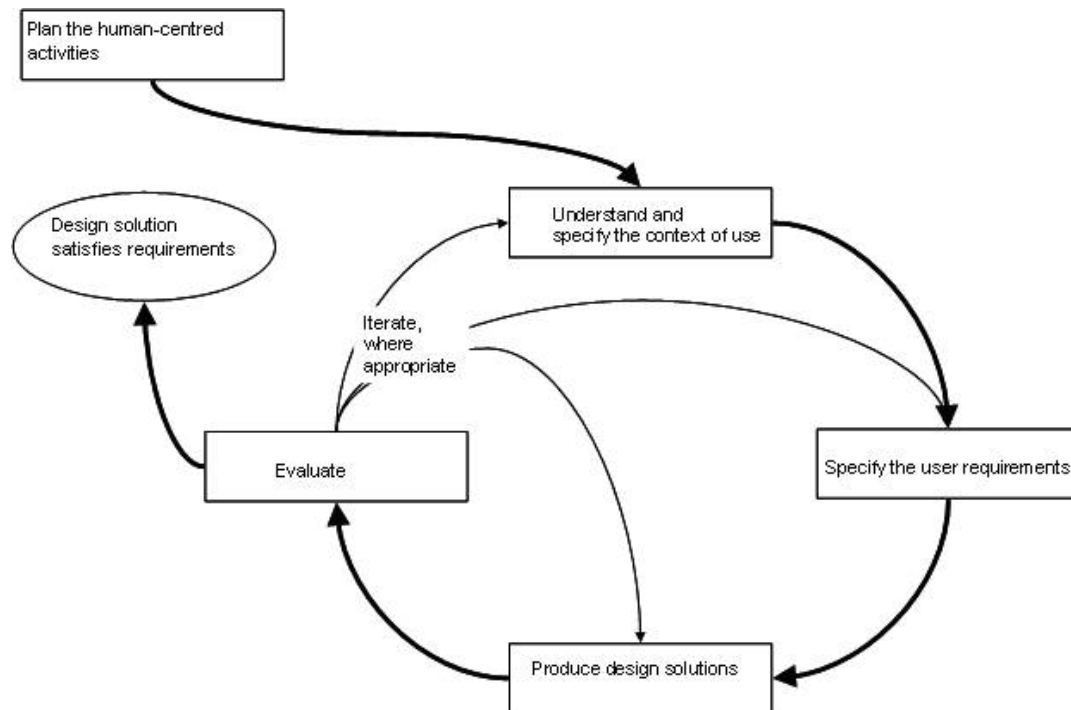 Plan the human-centred
activities
Understand and
specify the context of use
Design solution
satisfies requirements
Iterate,
where
appropriate
Evaluate
Specify the user requirements
Produce design solutions